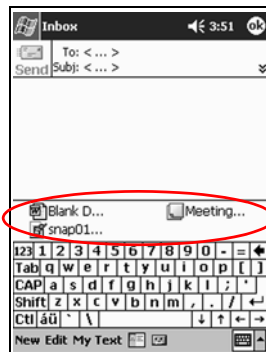 Inbox 3:51 ok
To: < ... >
Send Subj: < ... >
Blank D... Meeting...
snap01...
123 1 2 3 4 5 6 7 8 9 0 - =
Tab q w e r t y u i o p [ ]
CAP a s d f g h j k l ; '
Shift z x c v b n m , . /
Ctl áü ` \
New Edit My Text